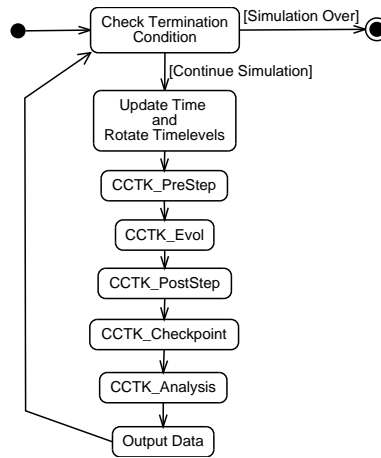 Check Termination
Condition
[Simulation Over]
[Continue Simulation]
Update Time
and
Rotate Timelevels
CCTK_PreStep
CCTK_Evol
CCTK_PostStep
CCTK_Checkpoint
CCTK_Analysis
Output Data